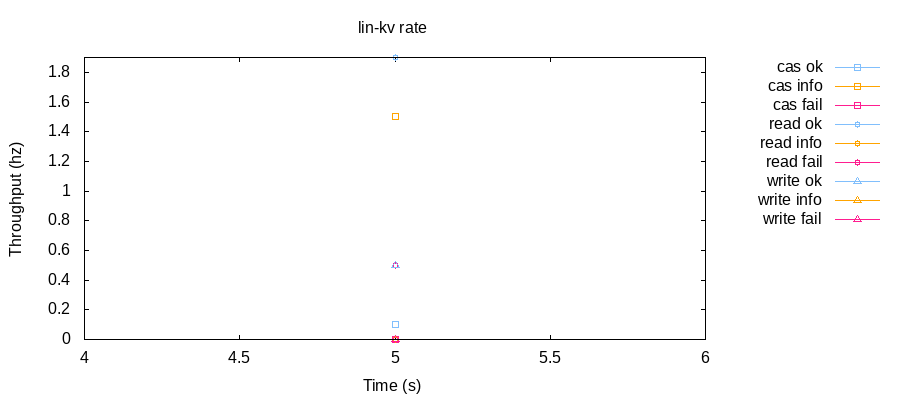 lin-kv rate
Throughput (hz)
1.8
1.6
1.4
1.2
1
0.8
0.6
0.4
0.2
0
4
4.5
5
5.5
6
Time (s)
cas ok
cas info
cas fail
read ok
read info
read fail
write ok
write info
write fail